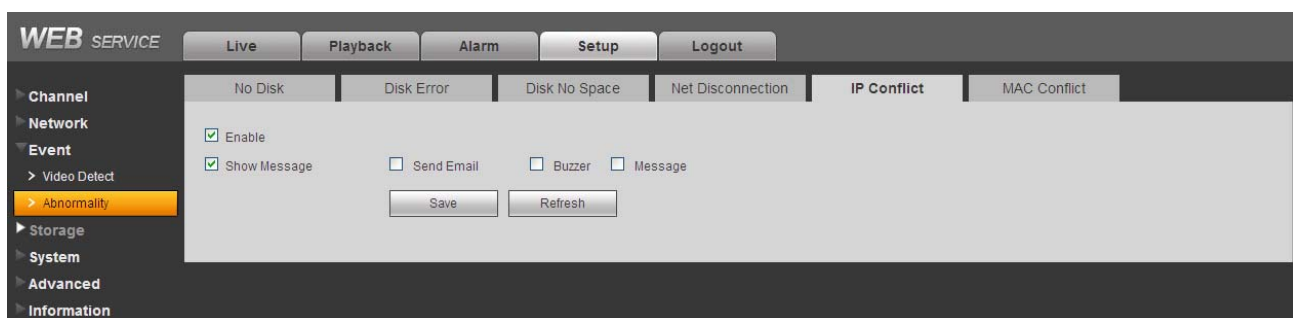 WEB SERVICE
Live Playback Alarm Setup Logout
No Disk Disk Error Disk No Space Net Disconnection IP Conflict MAC Conflict
Channel
Network
Event
> Video Detect
> Abnormality
Storage
System
Advanced
Information
Enable
Show Message Send Email Buzzer Message
Save Refresh